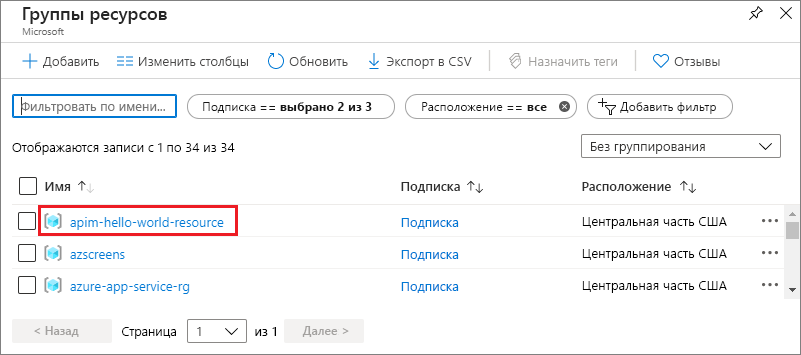 Группы ресурсов
Microsoft
Добавить Изменить столбцы Обновить Экспорт в CSV Назначить теги Отзывы
Фильтровать по имени... Подписка == выбрано 2 из 3 Расположение == все Добавить фильтр
Отображаются записи с 1 по 34 из 34 Без группирования
Имя Подписка Расположение
apim-hello-world-resource Подписка Центральная часть США
azscreens Подписка Центральная часть США
azure-app-service-rg Подписка Центральная часть США
< Назад Страница 1 из 1 Далее >